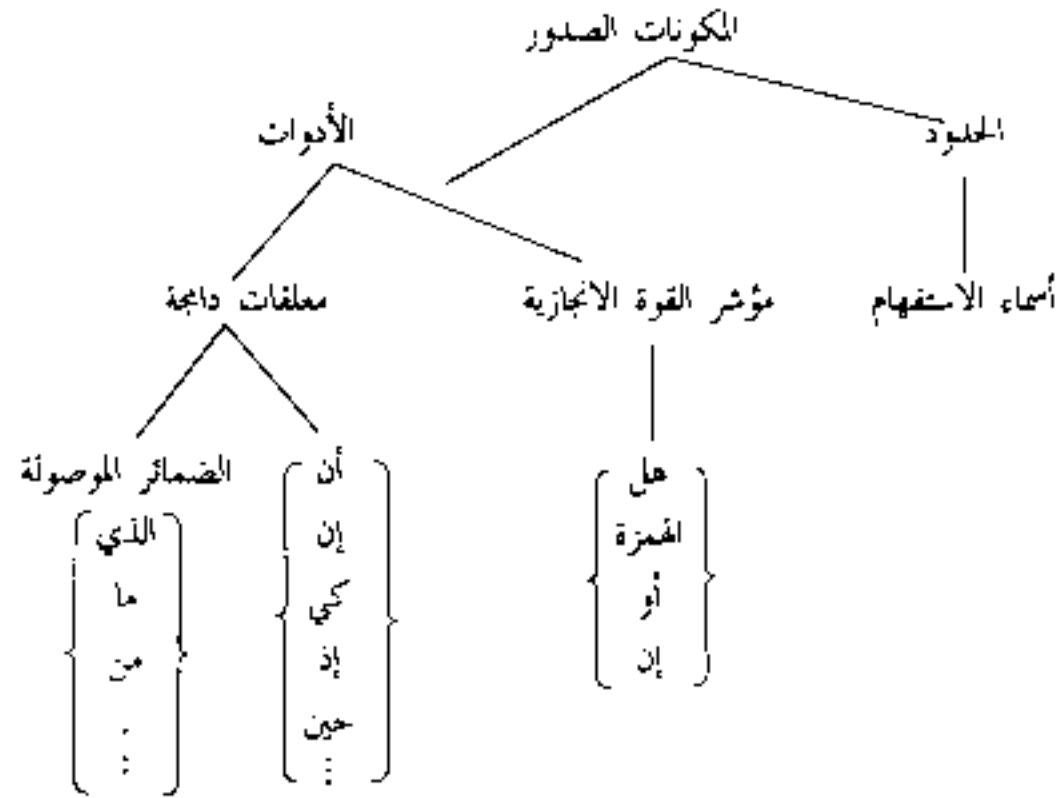 المكونات الصدور
الحدود
الأدوات
أسماء الاستفهام
مؤشر القوة الانجازية
معلقات دامجة
هل
الهمزة
أو
إن
أن
إن
كي
إذ
حين
⋮
الضمائر الموصولة
الذي
ما
من
⋮